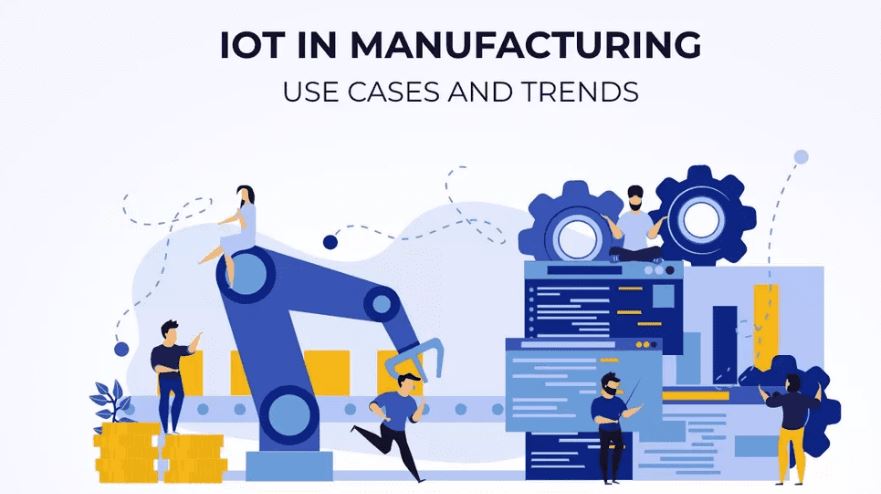 IOT IN MANUFACTURING
USE CASES AND TRENDS